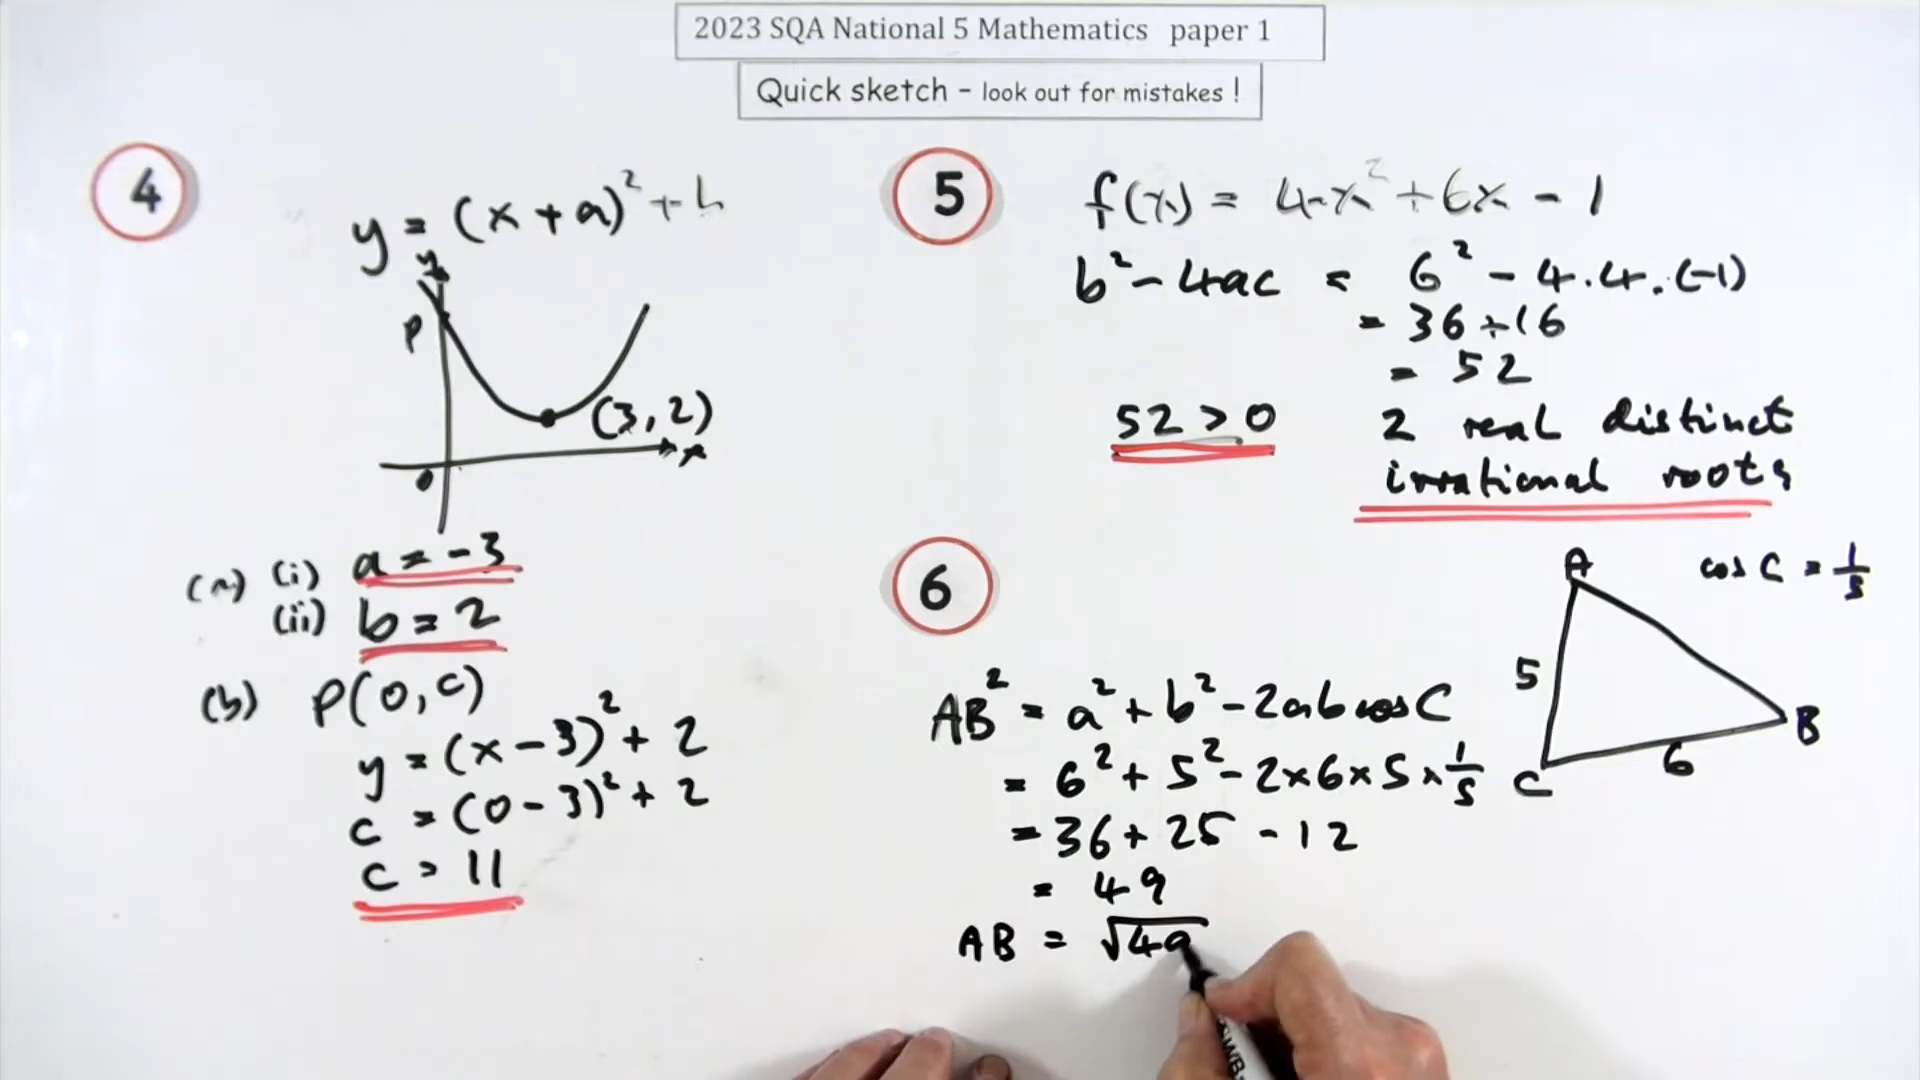 2023 SQA National 5 Mathematics paper 1
Quick sketch - look out for mistakes !
4
y = (x + a)² + b
y
P
(3, 2)
x
0
(a) (i) a = -3
(ii) b = 2
(b) P(0, c)
y = (x - 3)² + 2
c = (0 - 3)² + 2
c = 11
5
f(x) = 4x² + 6x - 1
b² - 4ac = 6² - 4.4.(-1)
= 36 + 16
= 52
52 > 0
2 real distinct
irrational roots
6
A
cos C = 1/5
5
B
6
C
AB² = a² + b² - 2ab cos C
= 6² + 5² - 2×6×5×1/5
= 36 + 25 - 12
= 49
AB = √49